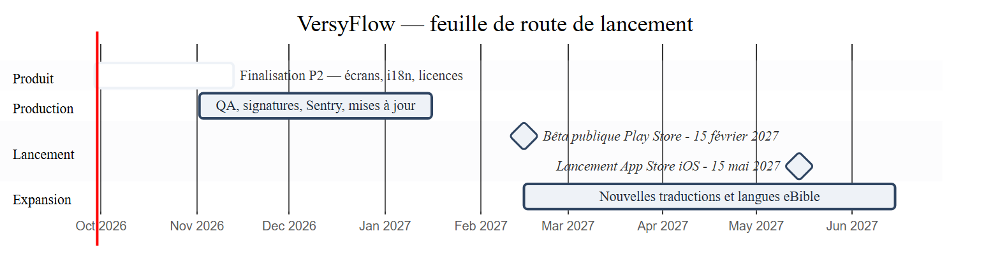 VersyFlow — feuille de route de lancement
Produit
Finalisation P2 — écrans, i18n, licences
Production
QA, signatures, Sentry, mises à jour
Lancement
Bêta publique Play Store - 15 février 2027
Lancement App Store iOS - 15 mai 2027
Expansion
Nouvelles traductions et langues eBible
Oct 2026 Nov 2026 Dec 2026 Jan 2027 Feb 2027 Mar 2027 Apr 2027 May 2027 Jun 2027